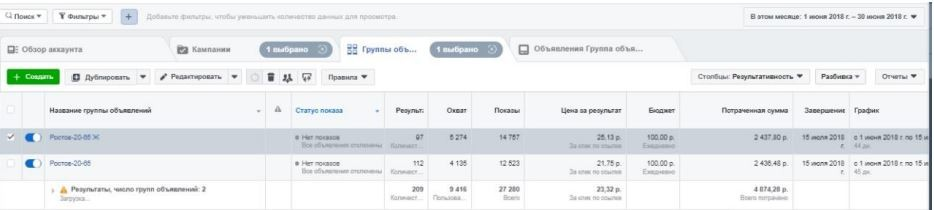 Поиск Фильтры + Добавьте фильтры, чтобы уменьшить количество данных для просмотра. В этом месяце: 1 июня 2018 г. – 30 июня 2018 г.
Обзор аккаунта Кампании 1 выбрано Группы объ... 1 выбрано Объявления Группа объя...
+ Создать Дублировать Редактировать Правила Столбцы: Результативность Разбивка Отчеты
Название группы объявлений Статус показа Результ: Охват Показы Цена за результат Бюджет Потраченная сумма Завершение График
Ростов-20-65 Ж Нет показов 97 5 274 14 757 25,13 р. 100,00 р. 2 437,80 р. 15 июля 2018 с 1 июня 2018 г. по 15 и
Все объявления отключены Количест... За клик по ссылке Ежедневно г. 44 дн.
Ростов-20-65 Нет показов 112 4 135 12 523 21,75 р. 100,00 р. 2 436,48 р. 15 июля 2018 с 1 июня 2018 г. по 15 и
Все объявления отключены Количест... За клик по ссылке Ежедневно г. 45 дн.
Результаты, число групп объявлений: 2 209 9 416 27 280 23,32 р. 4 874,28 р.
Загрузка... Количест... Пользова... Всего За клик по ссылке Всего потрачено